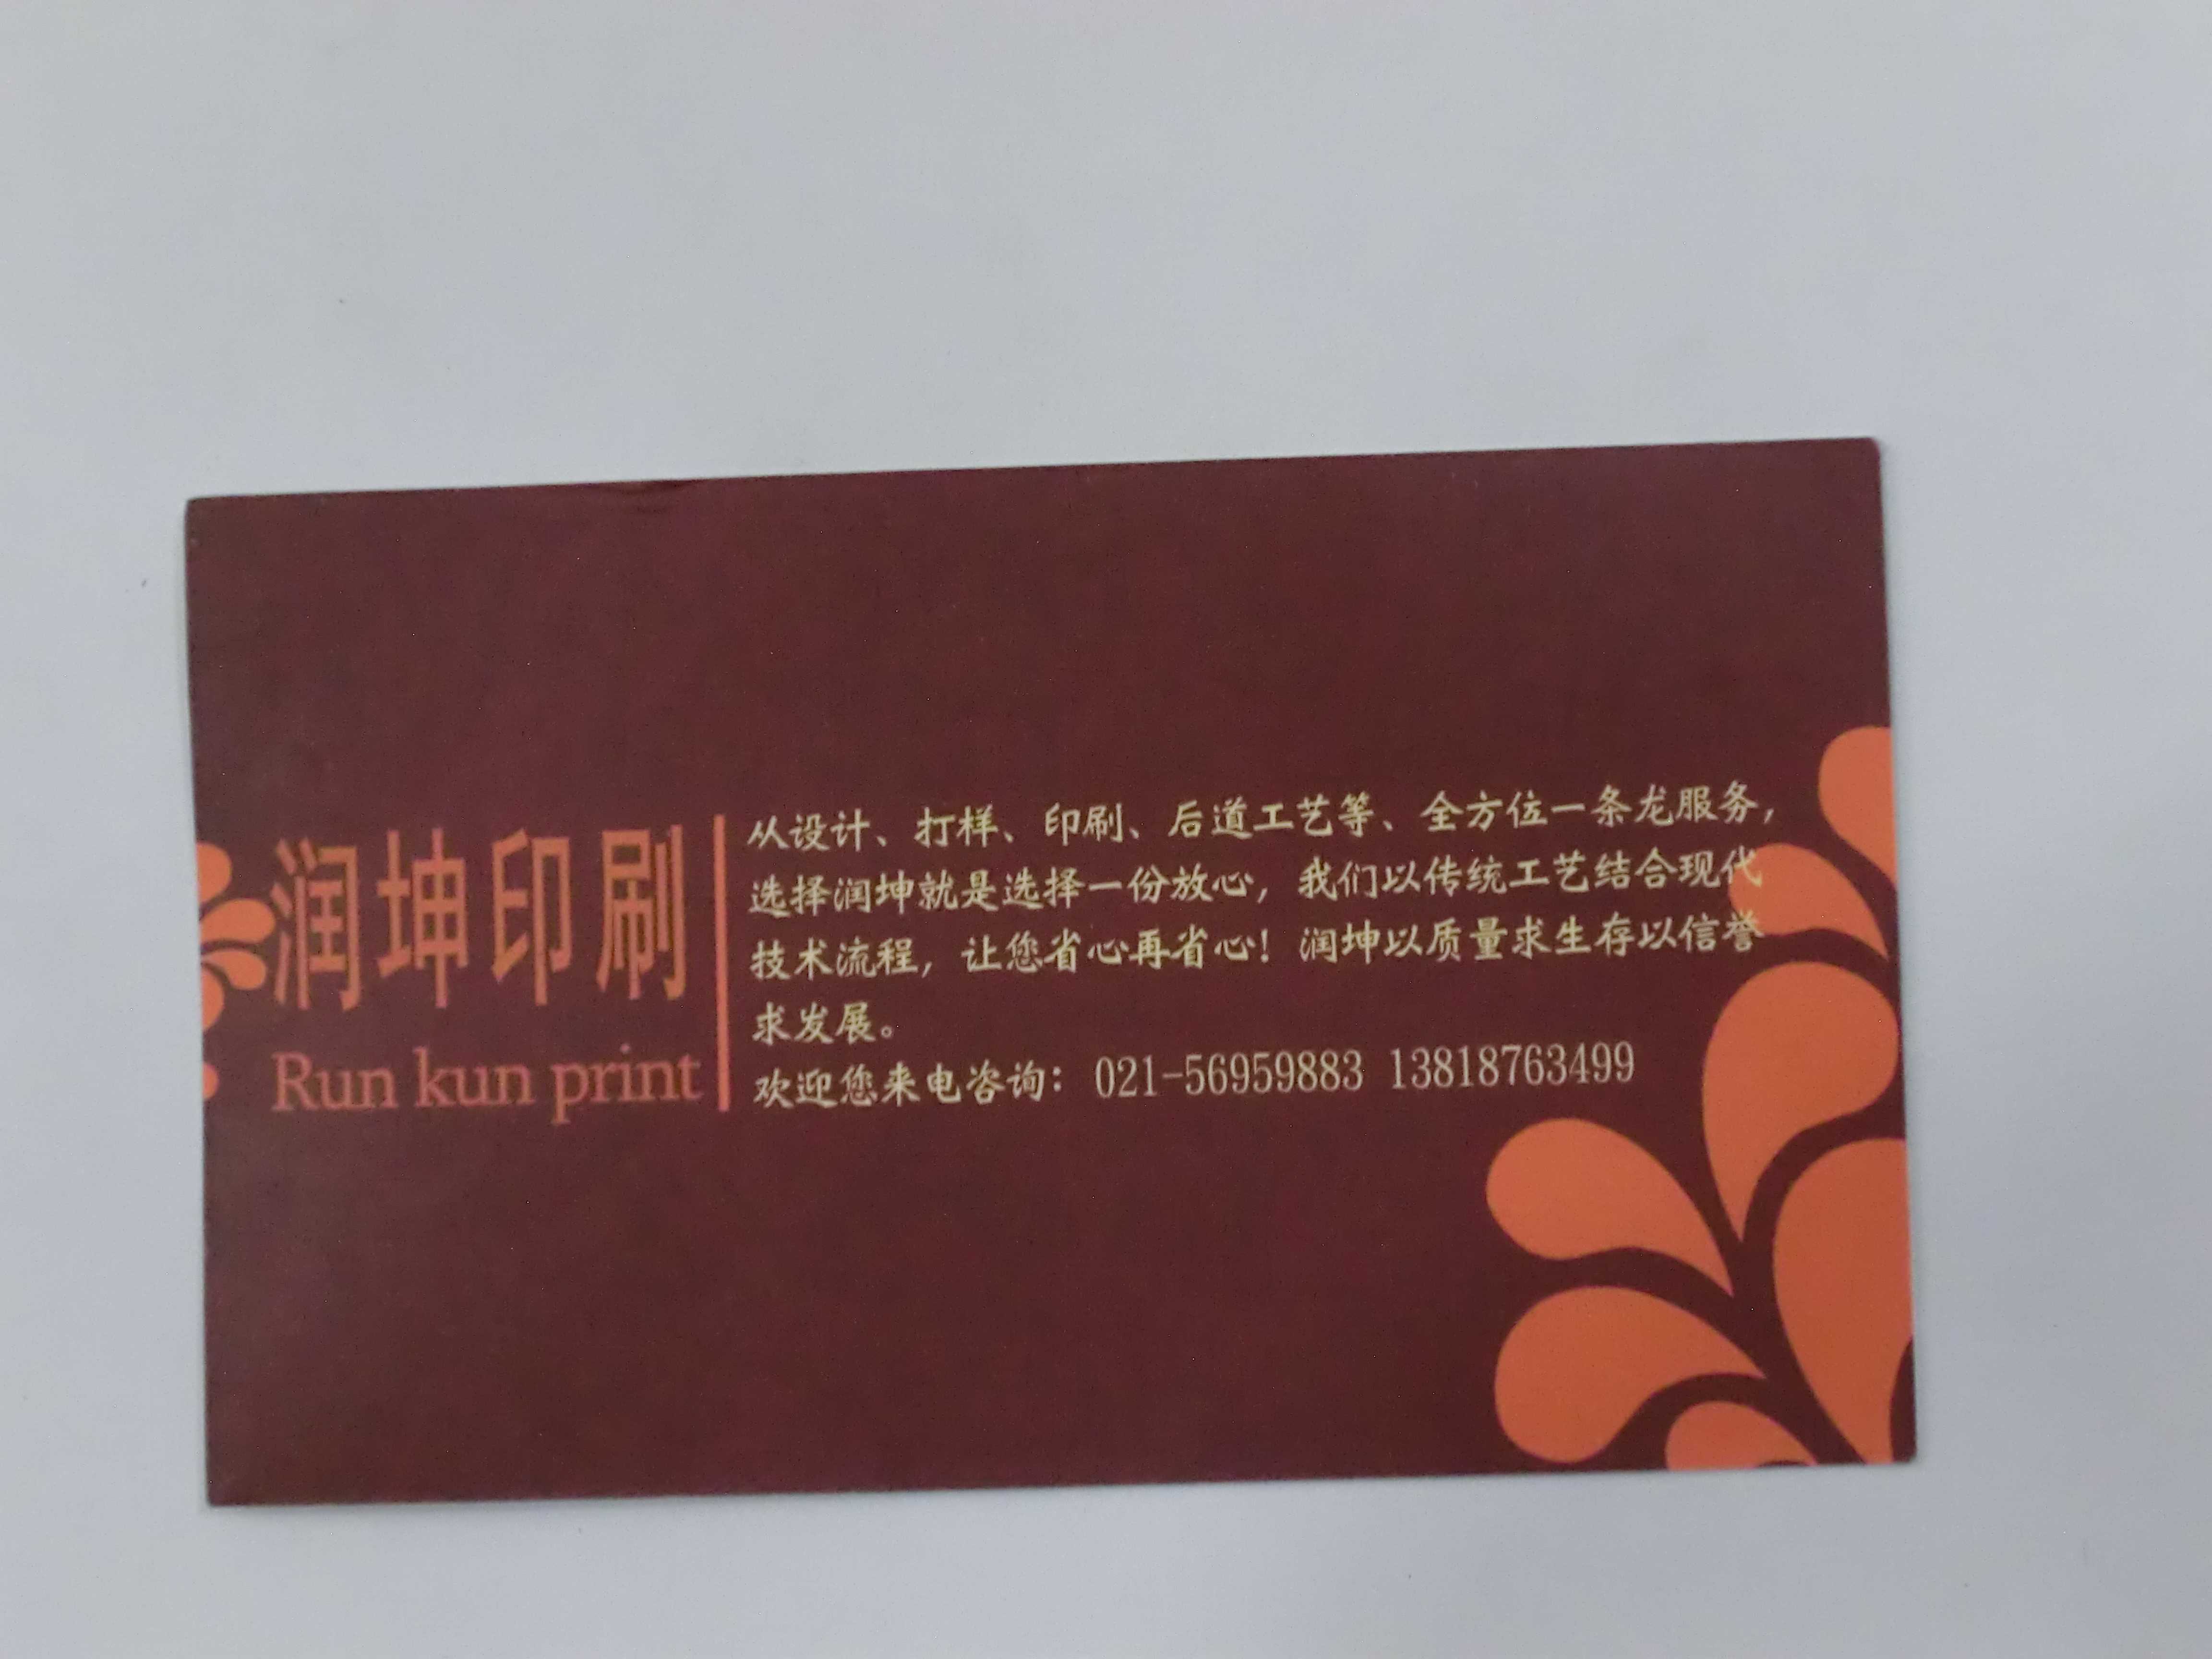 润坤印刷
Run kun print
从设计、打样、印刷、后道工艺等、全方位一条龙服务，
选择润坤就是选择一份放心，我们以传统工艺结合现代
技术流程，让您省心再省心！润坤以质量求生存以信誉
求发展。
欢迎您来电咨询：021-56959883 13818763499